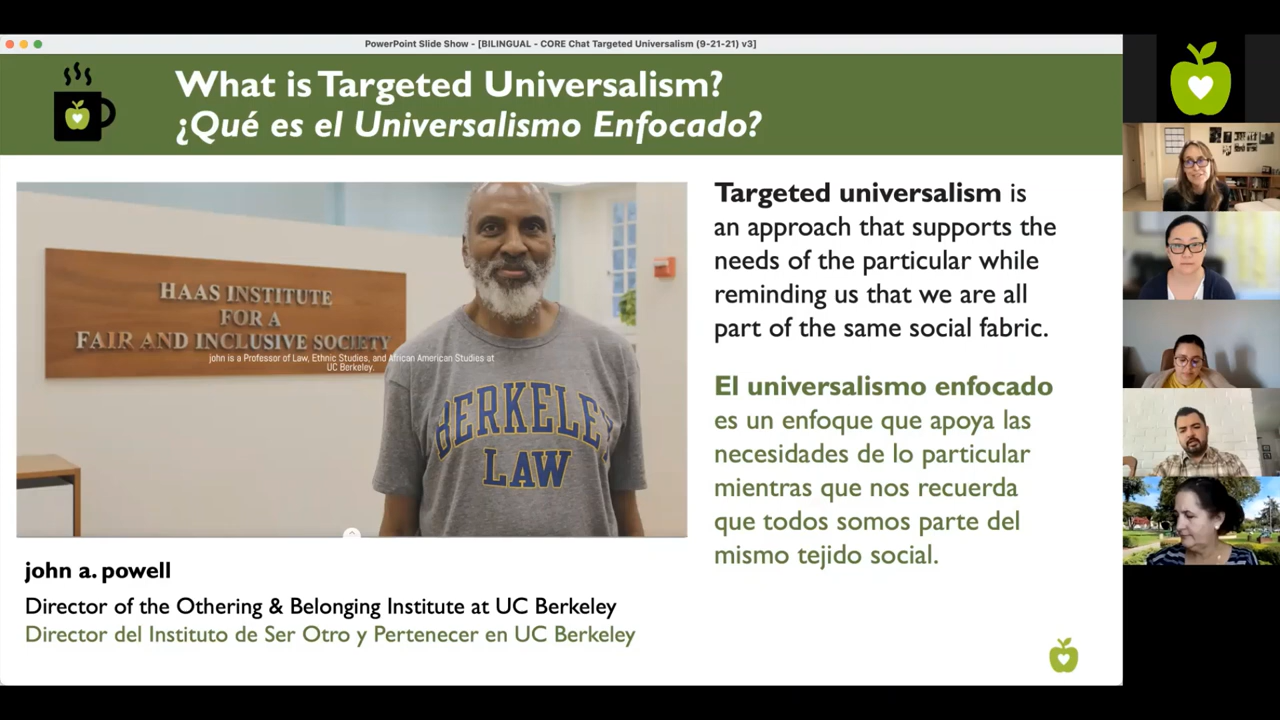 PowerPoint Slide Show - [BILINGUAL - CORE Chat Targeted Universalism (9-21-21) v3]
What is Targeted Universalism?
¿Qué es el Universalismo Enfocado?
HAAS INSTITUTE
FOR A
FAIR AND INCLUSIVE SOCIETY
john is a Professor of Law, Ethnic Studies, and African American Studies at
UC Berkeley.
BERKELEY
LAW
john a. powell
Director of the Othering & Belonging Institute at UC Berkeley
Director del Instituto de Ser Otro y Pertenecer en UC Berkeley
Targeted universalism is
an approach that supports the
needs of the particular while
reminding us that we are all
part of the same social fabric.
El universalismo enfocado
es un enfoque que apoya las
necesidades de lo particular
mientras que nos recuerda
que todos somos parte del
mismo tejido social.